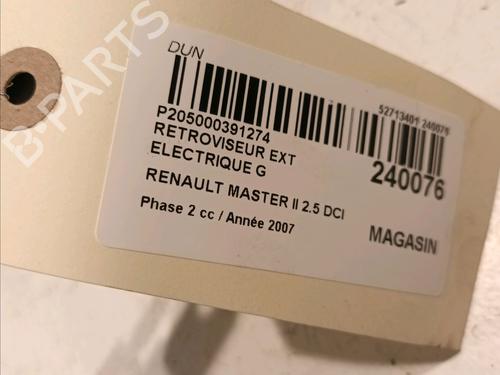 DUN
P205000391274
RETROVISEUR EXT
ELECTRIQUE G
RENAULT MASTER II 2.5 DCI
Phase 2 cc / Année 2007
52713401 240076
240076
MAGASIN
B-PARTS